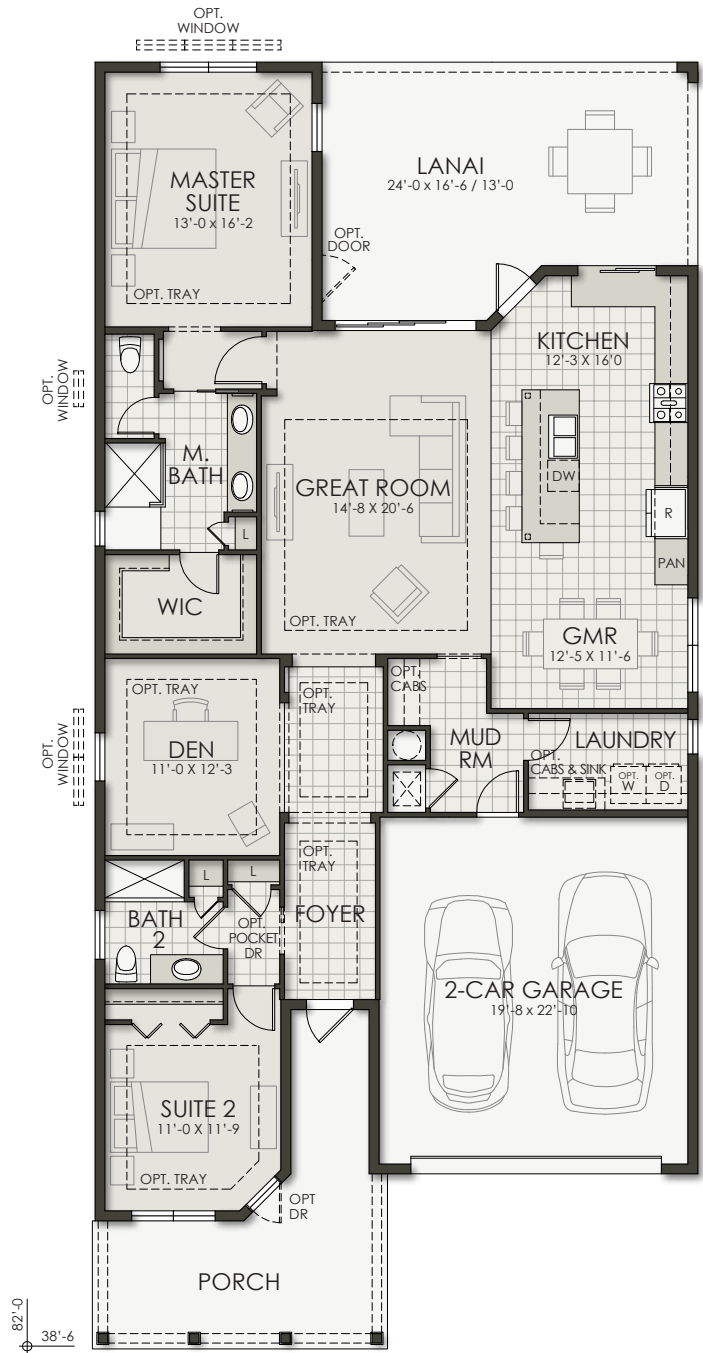 OPT.
WINDOW
LANAI
24'-0 x 16'-6 / 13'-0
MASTER
SUITE
13'-0 x 16'-2
OPT.
DOOR
OPT. TRAY
KITCHEN
12'-3 X 16'0
OPT.
WINDOW
M.
BATH
DW
GREAT ROOM
14'-8 X 20'-6
R
L
PAN
WIC
OPT. TRAY
GMR
12'-5 X 11'-6
OPT. TRAY
OPT.
TRAY
OPT.
CABS
OPT.
WINDOW
DEN
11'-0 X 12'-3
MUD
RM
LAUNDRY
OPT.
CABS & SINK
OPT.
W
OPT.
D
OPT.
TRAY
L
L
BATH
2
OPT.
POCKET
DR
FOYER
2-CAR GARAGE
19'-8 x 22'-10
SUITE 2
11'-0 X 11'-9
OPT. TRAY
OPT
DR
PORCH
82'-0
38'-6